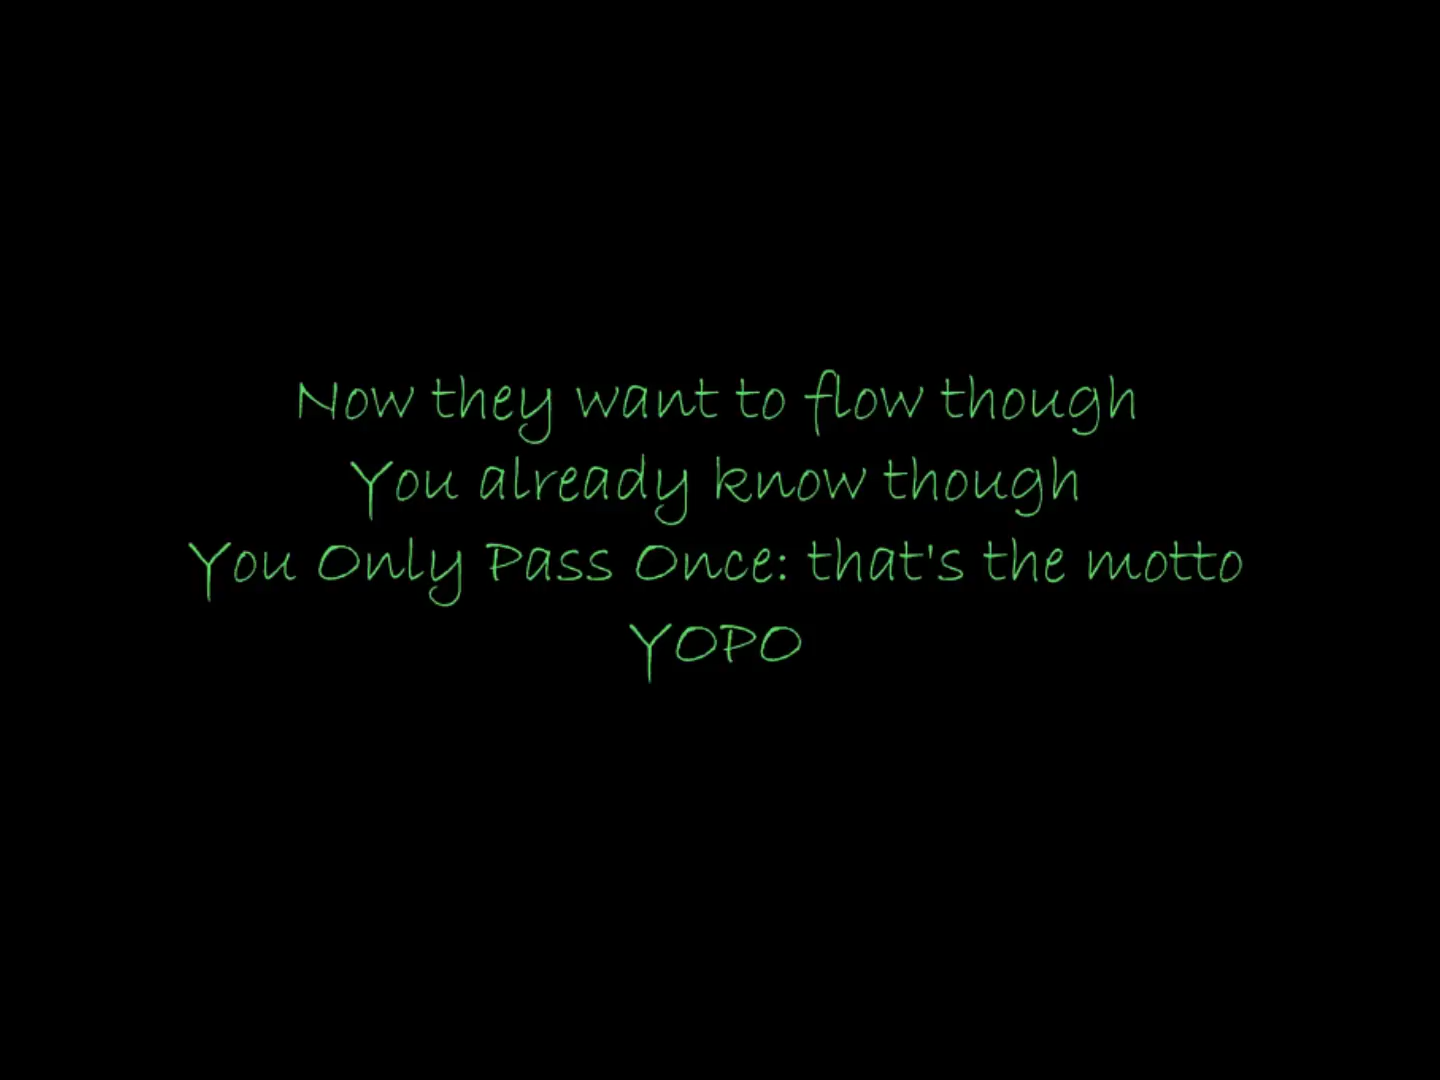 Now they want to flow though
You already know though
You Only Pass Once: that's the motto
YOPO